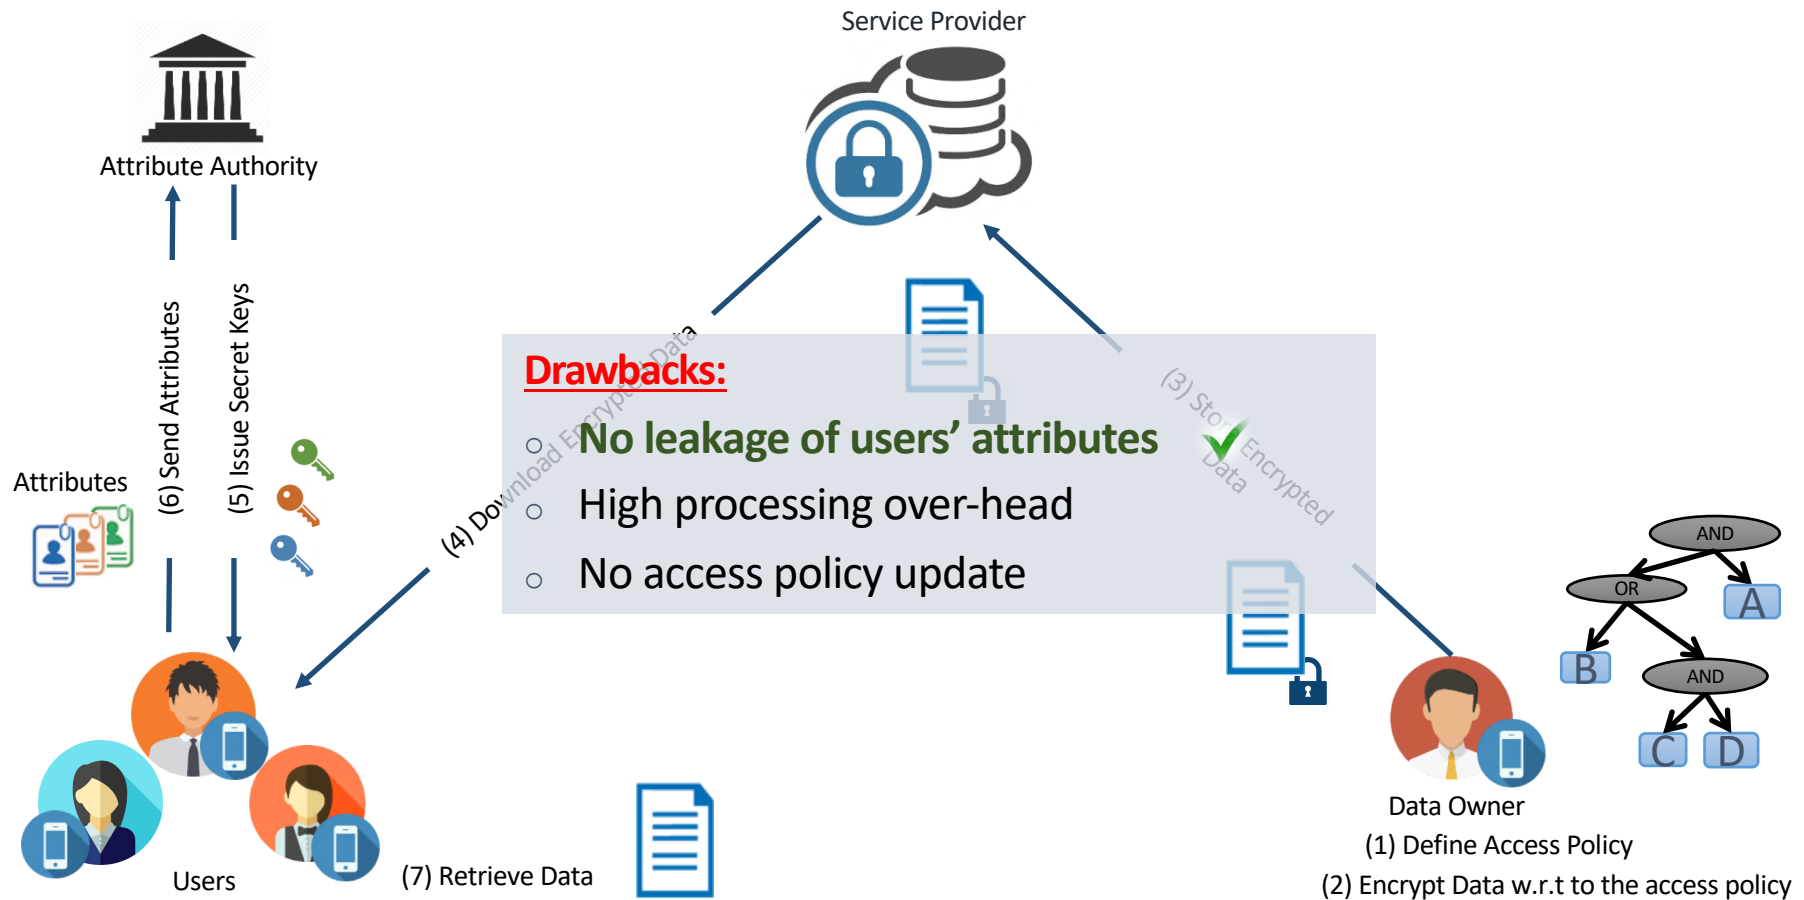 Service Provider
Attribute Authority
(6) Send Attributes
(5) Issue Secret Keys
Attributes
(4) Download Encrypted Data
(3) Store Encrypted
Data
Drawbacks:
○ No leakage of users’ attributes
○ High processing over-head
○ No access policy update
AND
OR
A
B
AND
C
D
Users
(7) Retrieve Data
Data Owner
(1) Define Access Policy
(2) Encrypt Data w.r.t to the access policy